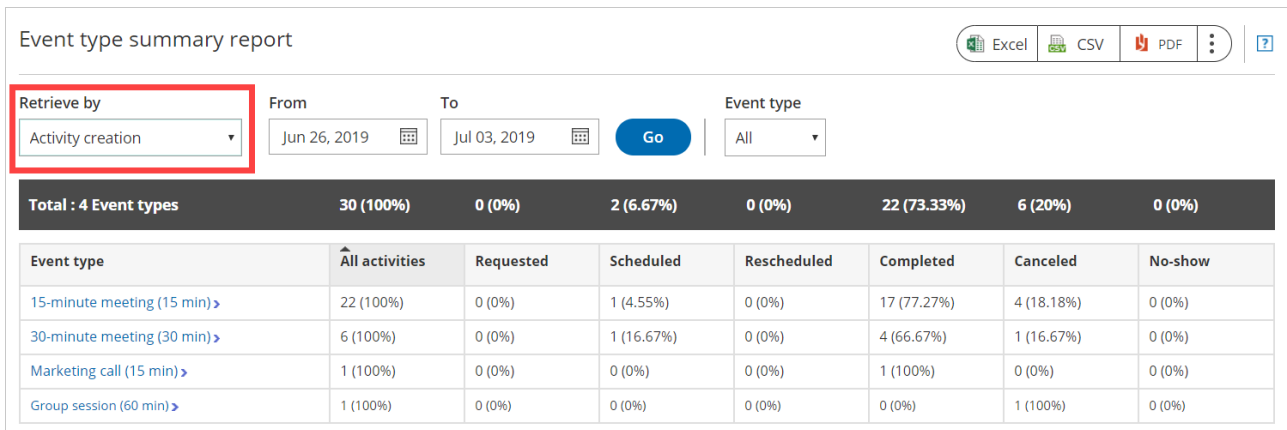 Event type summary report
Excel CSV PDF ?
Retrieve by From To Event type
Activity creation Jun 26, 2019 Jul 03, 2019 Go All
Total : 4 Event types 30 (100%) 0 (0%) 2 (6.67%) 0 (0%) 22 (73.33%) 6 (20%) 0 (0%)
Event type All activities Requested Scheduled Rescheduled Completed Canceled No-show
15-minute meeting (15 min) 22 (100%) 0 (0%) 1 (4.55%) 0 (0%) 17 (77.27%) 4 (18.18%) 0 (0%)
30-minute meeting (30 min) 6 (100%) 0 (0%) 1 (16.67%) 0 (0%) 4 (66.67%) 1 (16.67%) 0 (0%)
Marketing call (15 min) 1 (100%) 0 (0%) 0 (0%) 0 (0%) 1 (100%) 0 (0%) 0 (0%)
Group session (60 min) 1 (100%) 0 (0%) 0 (0%) 0 (0%) 0 (0%) 1 (100%) 0 (0%)